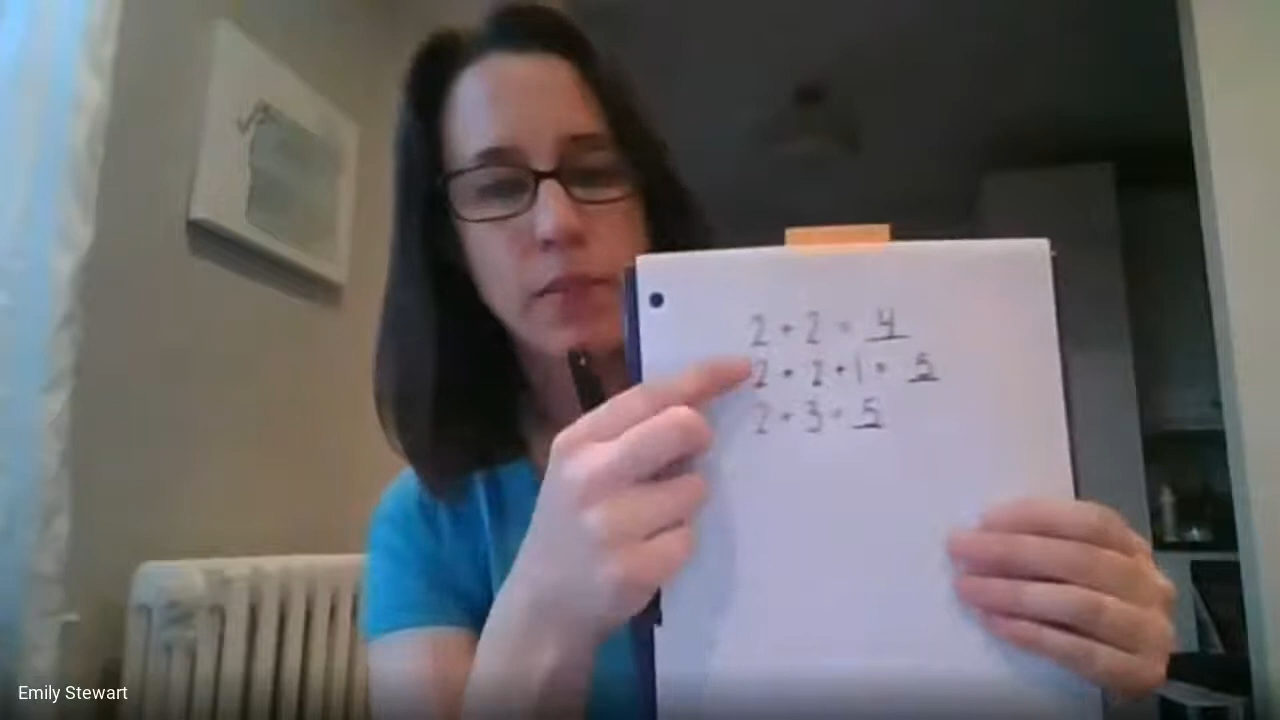 2 + 2 = 4
2 + 2 + 1 = 5
2 + 3 = 5
Emily Stewart